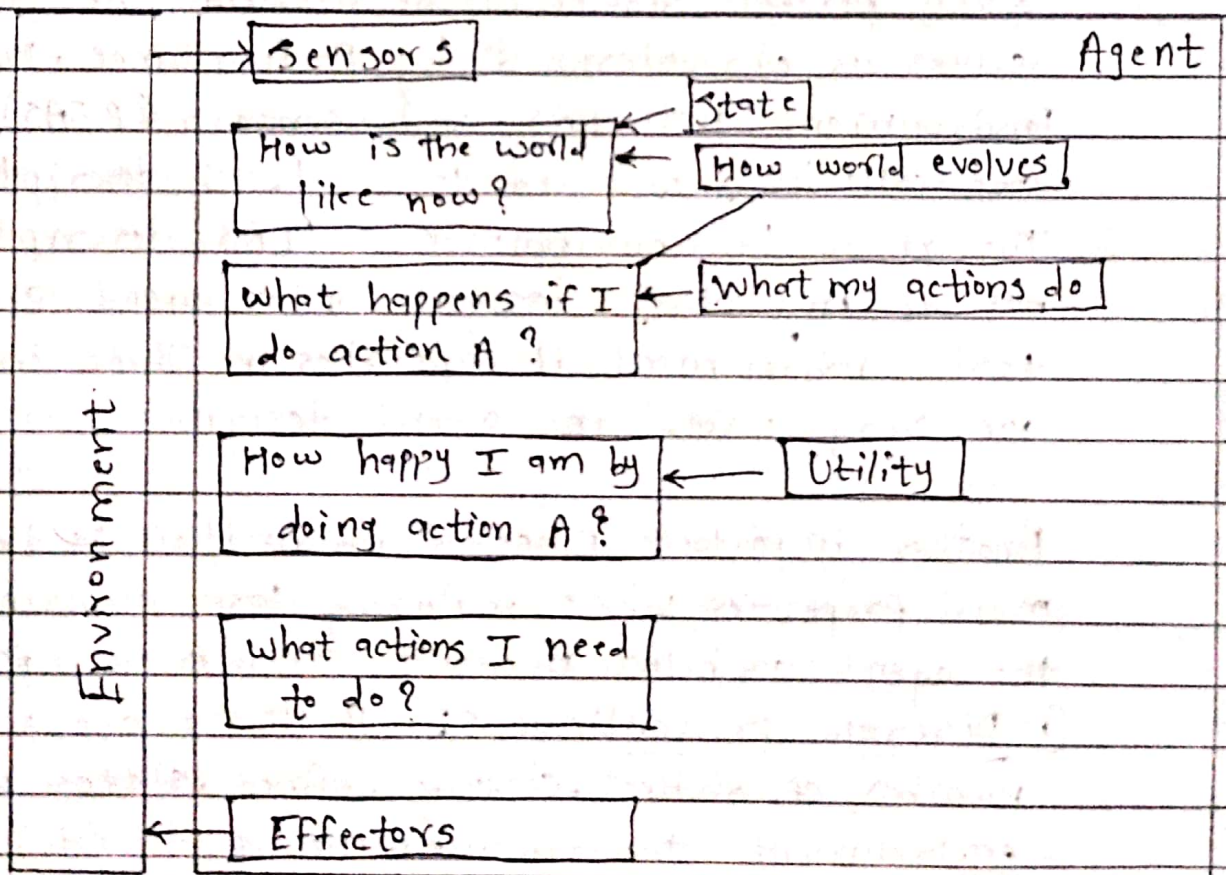 Sensors
Agent
State
How is the world
like now?
How world evolves
What happens if I
do action A ?
What my actions do
How happy I am by
doing action A?
Utility
What actions I need
to do?
Environment
Effectors